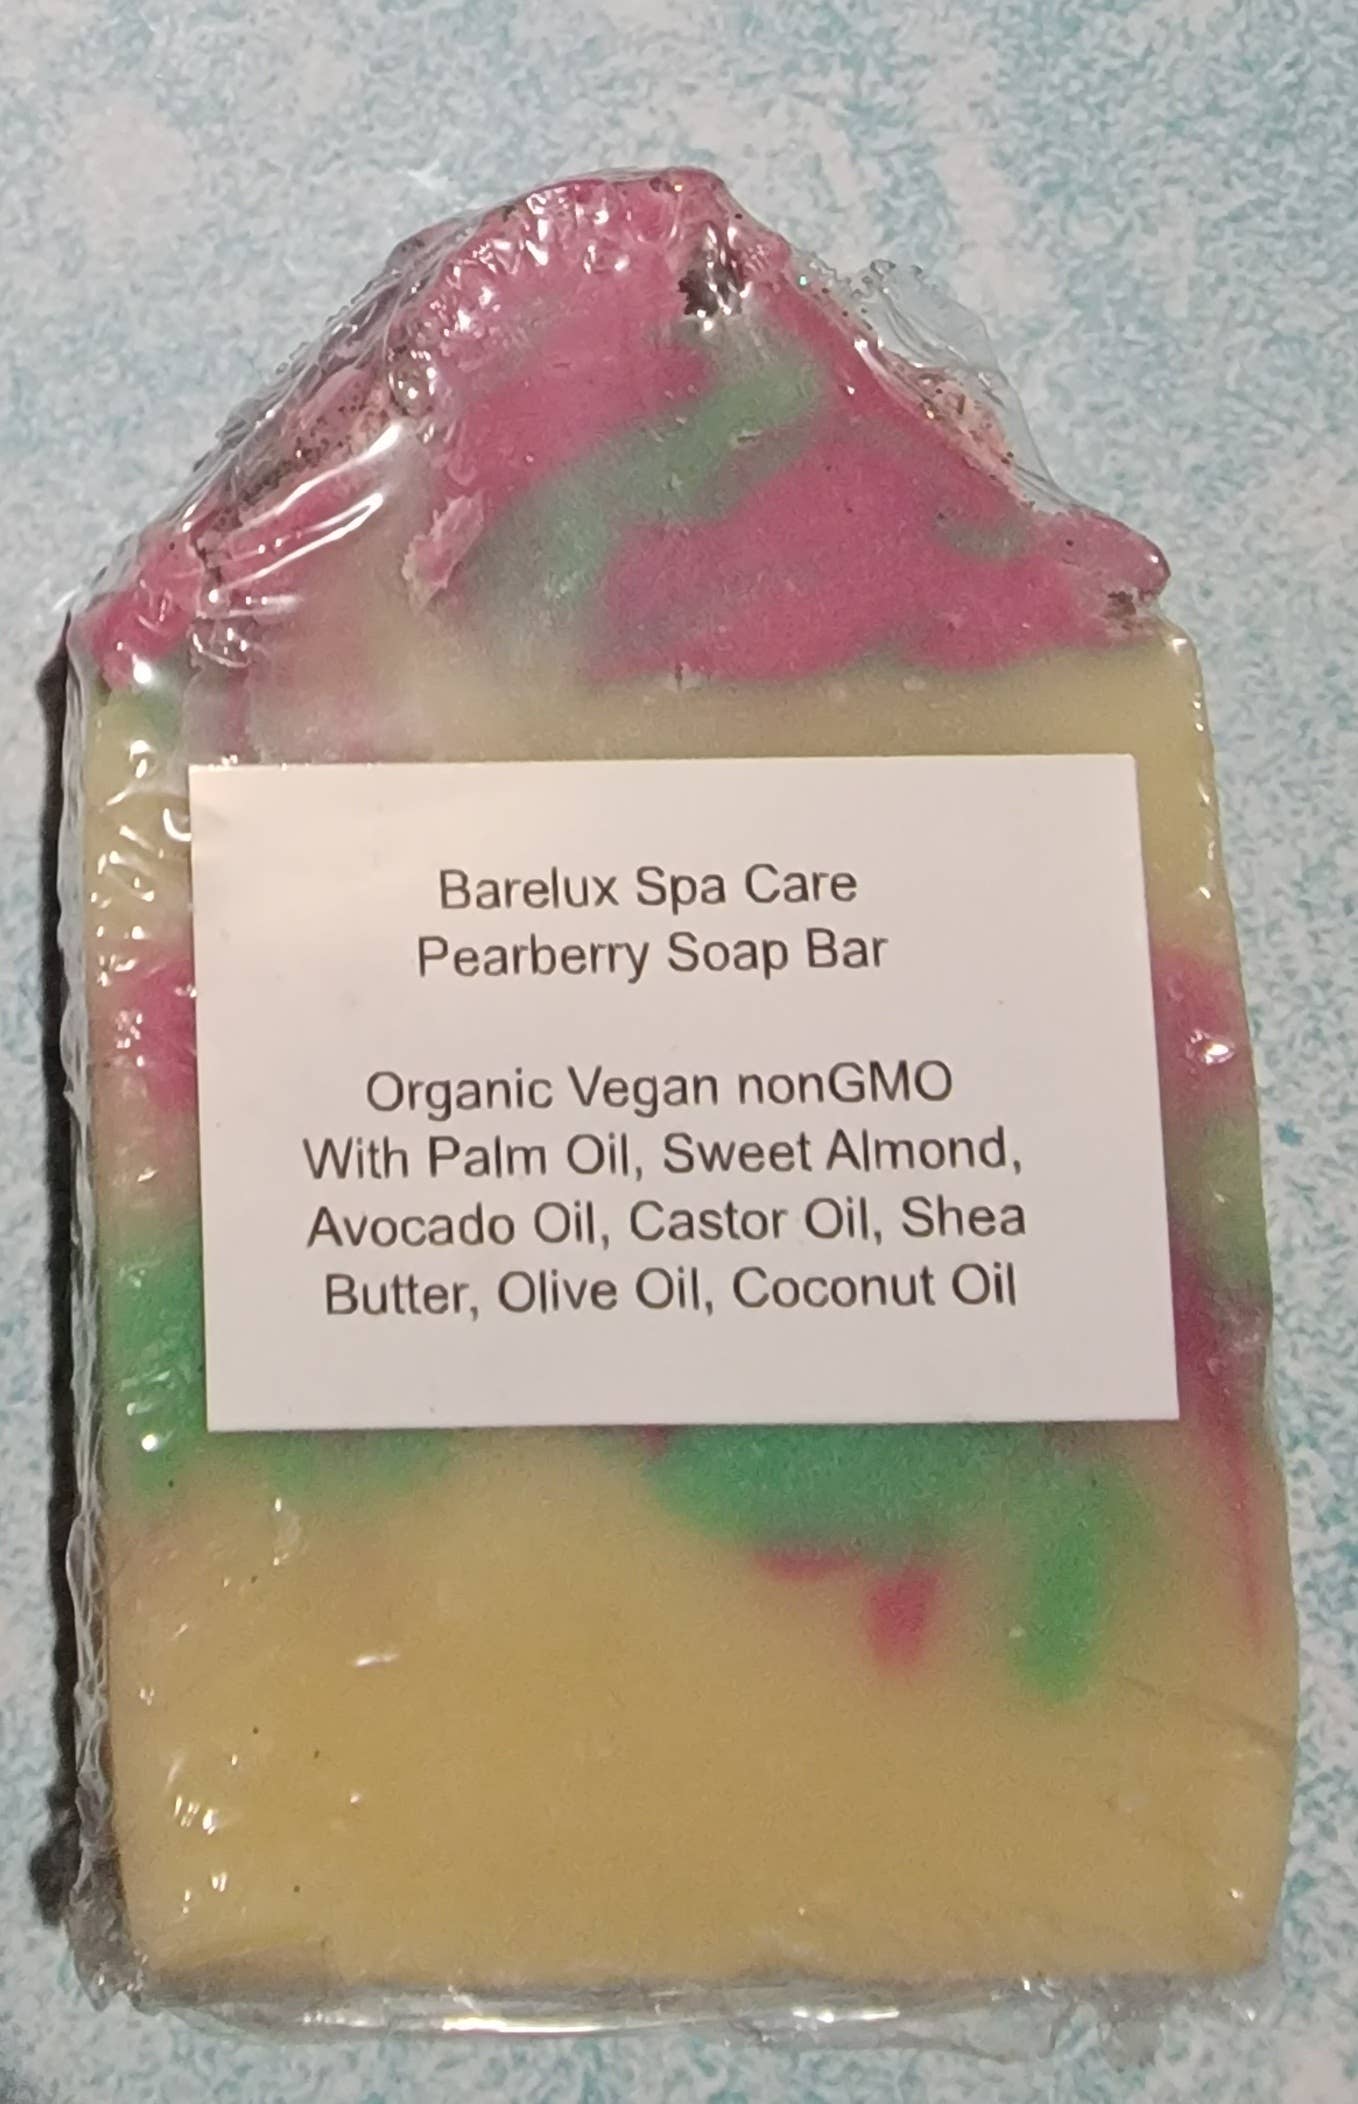 Barelux Spa Care
Pearberry Soap Bar
Organic Vegan nonGMO
With Palm Oil, Sweet Almond,
Avocado Oil, Castor Oil, Shea
Butter, Olive Oil, Coconut Oil